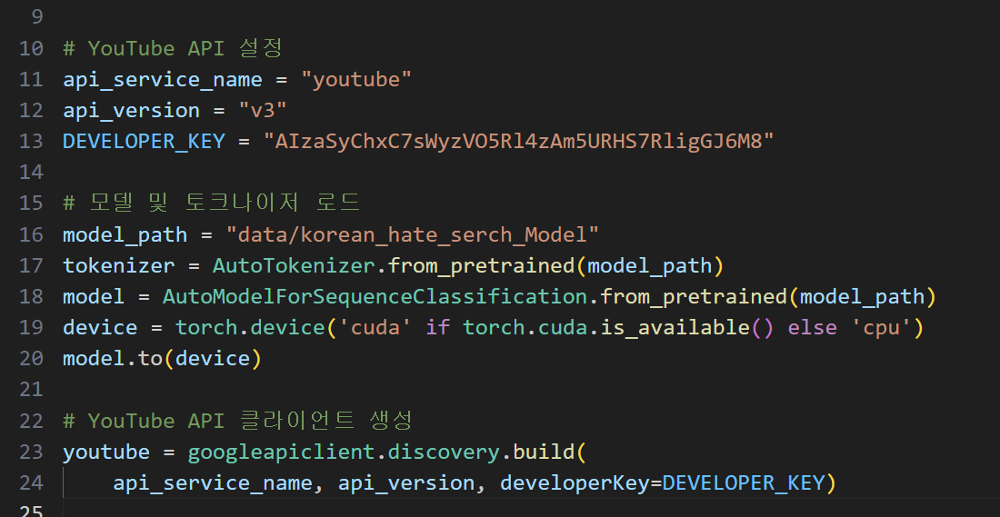 9
10 # YouTube API 설정
11 api_service_name = "youtube"
12 api_version = "v3"
13 DEVELOPER_KEY = "AIzaSyChxC7sWyzVO5Rl4zAm5URHS7RligGJ6M8"
14
15 # 모델 및 토크나이저 로드
16 model_path = "data/korean_hate_serch_Model"
17 tokenizer = AutoTokenizer.from_pretrained(model_path)
18 model = AutoModelForSequenceClassification.from_pretrained(model_path)
19 device = torch.device('cuda' if torch.cuda.is_available() else 'cpu')
20 model.to(device)
21
22 # YouTube API 클라이언트 생성
23 youtube = googleapiclient.discovery.build(
24     api_service_name, api_version, developerKey=DEVELOPER_KEY)
25